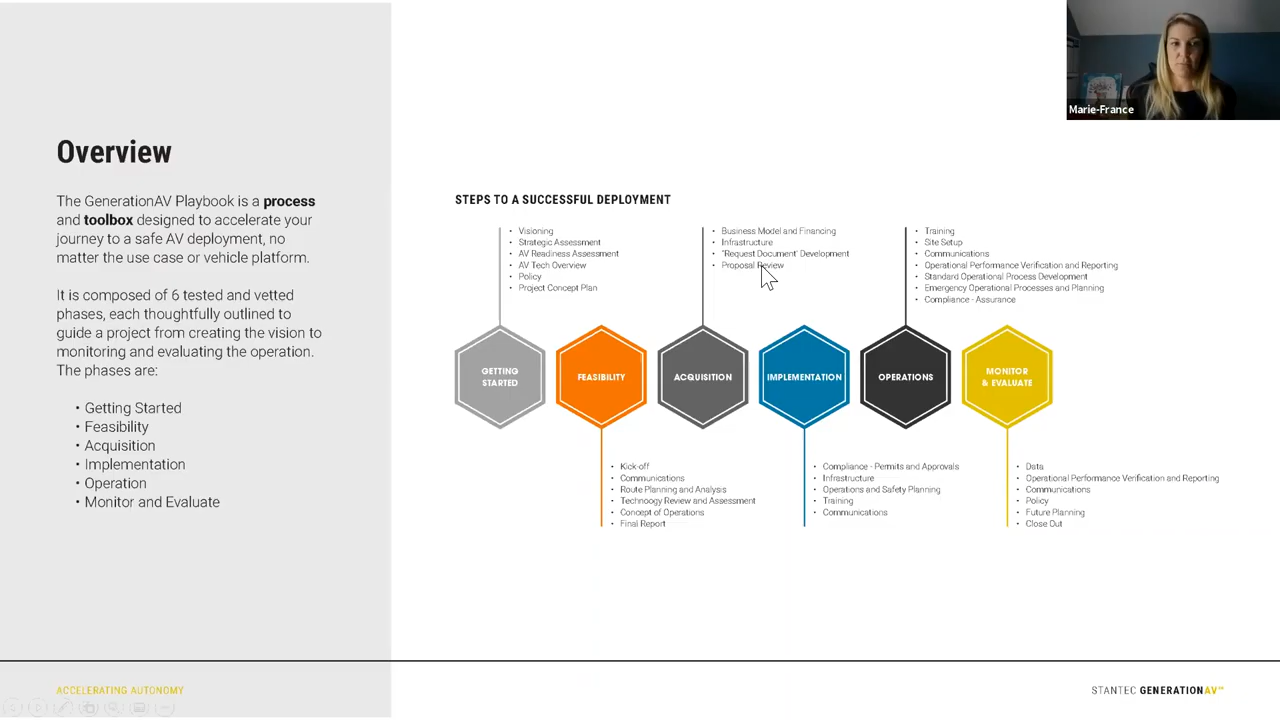 Marie-France
Overview
The GenerationAV Playbook is a process
and toolbox designed to accelerate your
journey to a safe AV deployment, no
matter the use case or vehicle platform.
It is composed of 6 tested and vetted
phases, each thoughtfully outlined to
guide a project from creating the vision to
monitoring and evaluating the operation.
The phases are:
• Getting Started
• Feasibility
• Acquisition
• Implementation
• Operation
• Monitor and Evaluate
STEPS TO A SUCCESSFUL DEPLOYMENT
• Visioning
• Strategic Assessment
• AV Readiness Assessment
• AV Tech Overview
• Policy
• Project Concept Plan
• Business Model and Financing
• Infrastructure
• "Request Document" Development
• Proposal Review
• Training
• Site Setup
• Communications
• Operational Performance Verification and Reporting
• Standard Operational Process Development
• Emergency Operational Processes and Planning
• Compliance - Assurance
GETTING
STARTED
FEASIBILITY
ACQUISITION
IMPLEMENTATION
OPERATIONS
MONITOR
& EVALUATE
• Kick-off
• Communications
• Route Planning and Analysis
• Technoogy Review and Assessment
• Concept of Operations
• Final Report
• Compliance - Permits and Approvals
• Infrastructure
• Operations and Safety Planning
• Training
• Communications
• Data
• Operational Performance Verification and Reporting
• Communications
• Policy
• Future Planning
• Close Out
ACCELERATING AUTONOMY
STANTEC GENERATIONAV™